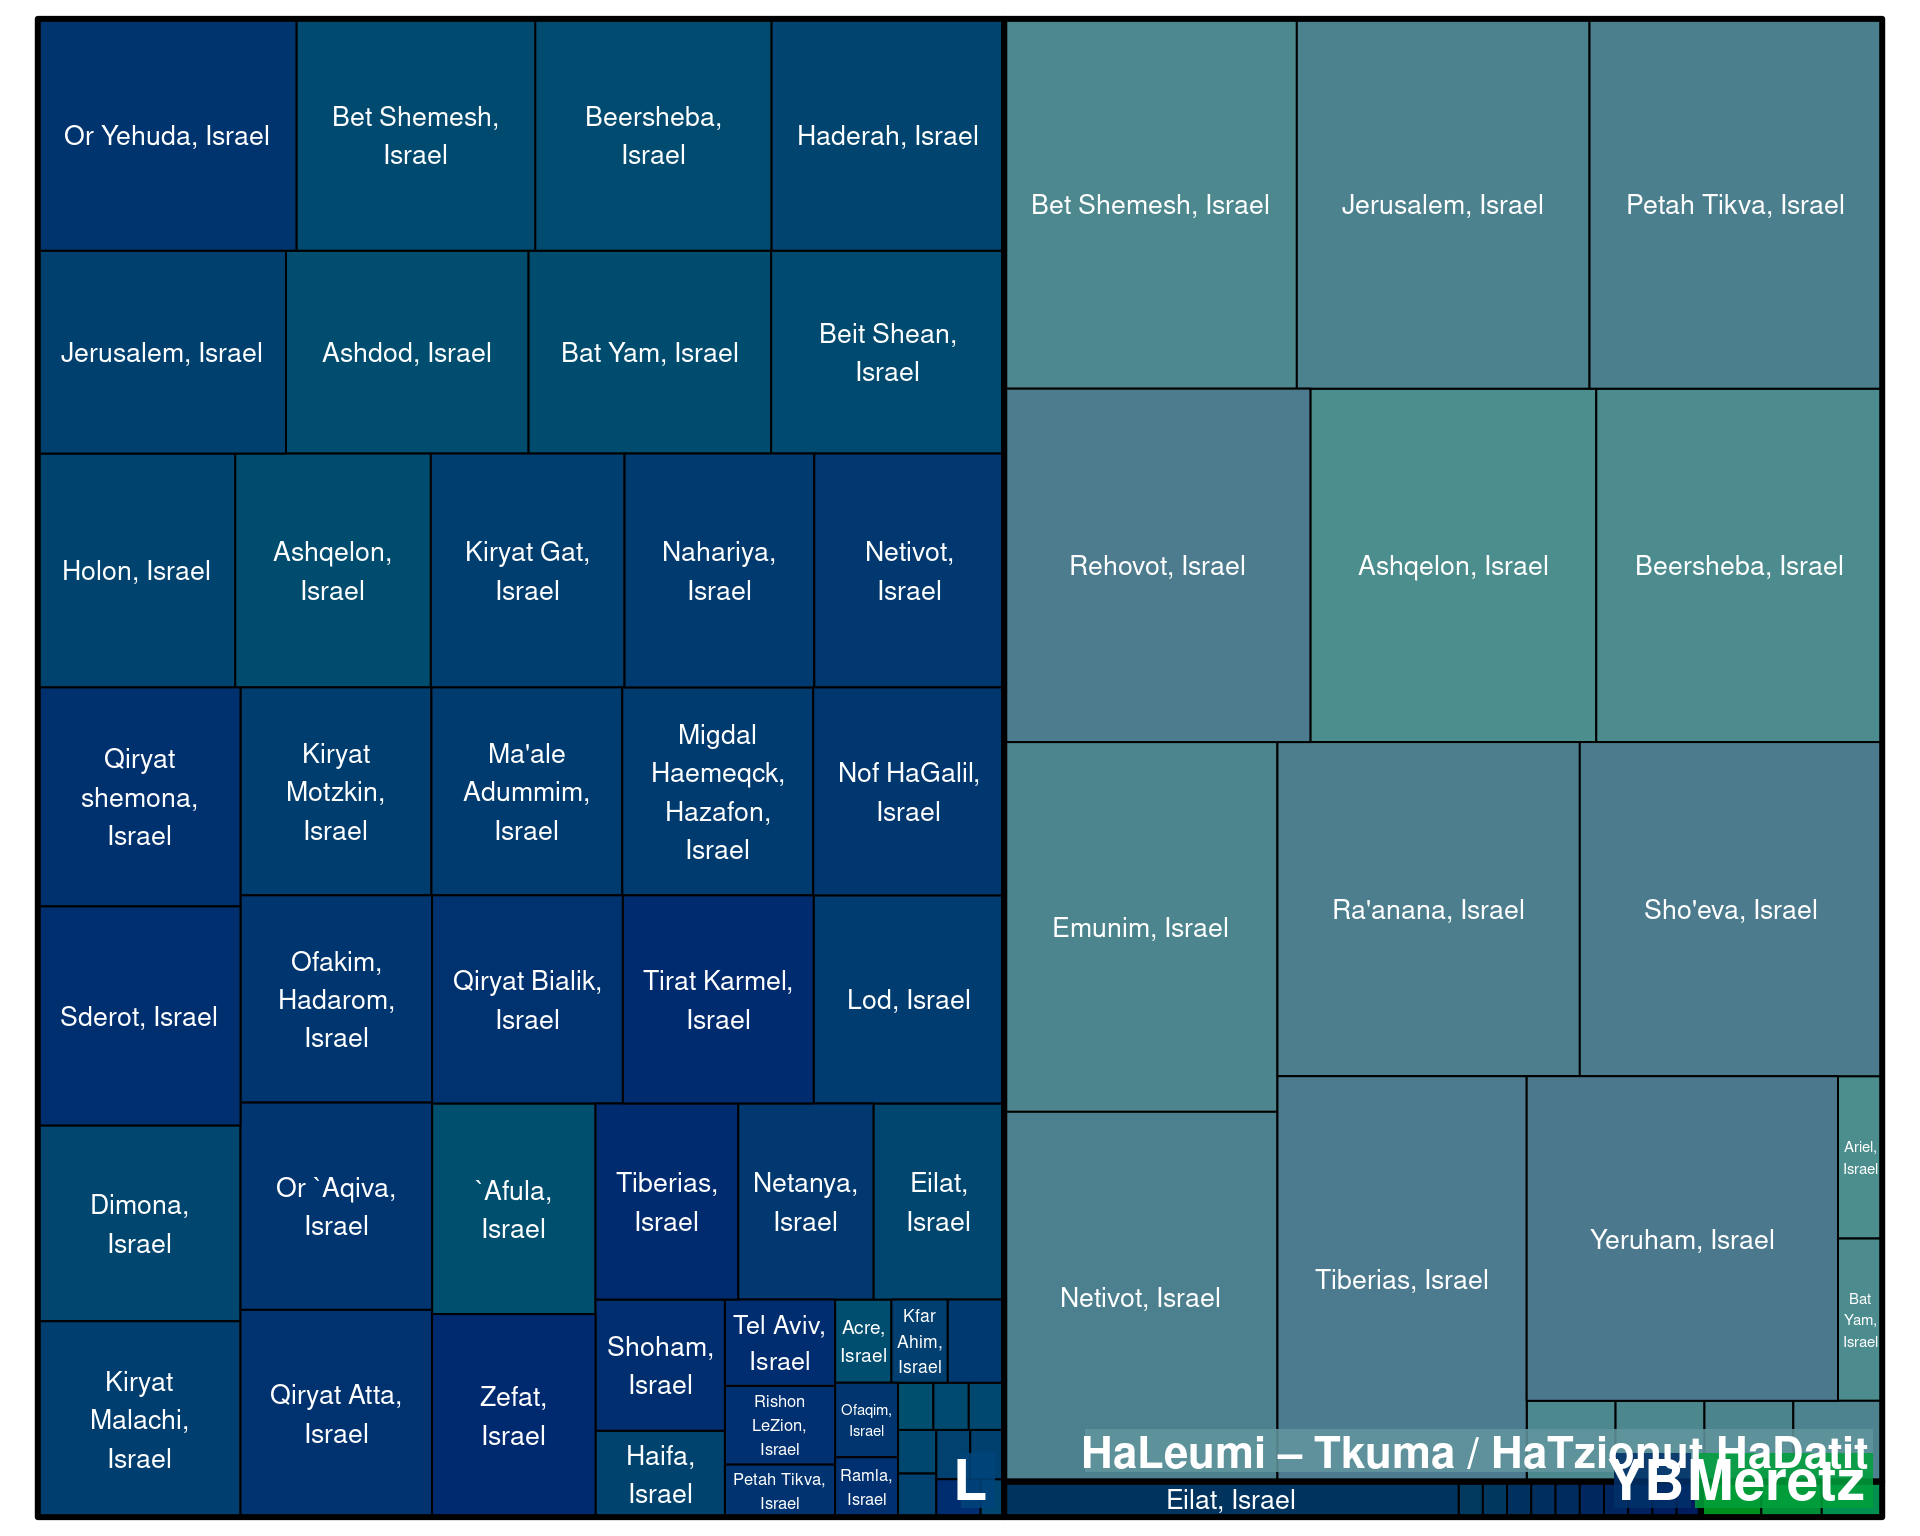 Or Yehuda, Israel
Bet Shemesh,
Israel
Beersheba,
Israel
Haderah, Israel
Jerusalem, Israel
Ashdod, Israel
Bat Yam, Israel
Beit Shean,
Israel
Holon, Israel
Ashqelon,
Israel
Kiryat Gat,
Israel
Nahariya,
Israel
Netivot,
Israel
Qiryat
shemona,
Israel
Kiryat
Motzkin,
Israel
Ma'ale
Adummim,
Israel
Migdal
Haemeqck,
Hazafon,
Israel
Nof HaGalil,
Israel
Sderot, Israel
Ofakim,
Hadarom,
Israel
Qiryat Bialik,
Israel
Tirat Karmel,
Israel
Lod, Israel
Dimona,
Israel
Or `Aqiva,
Israel
`Afula,
Israel
Tiberias,
Israel
Netanya,
Israel
Eilat,
Israel
Kiryat
Malachi,
Israel
Qiryat Atta,
Israel
Zefat,
Israel
Shoham,
Israel
Haifa,
Israel
Tel Aviv,
Israel
Rishon
LeZion,
Israel
Petah Tikva,
Israel
Acre,
Israel
Kfar
Ahim,
Israel
Ofaqim,
Israel
Ramla,
Israel
L
Bet Shemesh, Israel
Jerusalem, Israel
Petah Tikva, Israel
Rehovot, Israel
Ashqelon, Israel
Beersheba, Israel
Emunim, Israel
Ra'anana, Israel
Sho'eva, Israel
Netivot, Israel
Tiberias, Israel
Yeruham, Israel
Ariel,
Israel
Bat
Yam,
Israel
HaLeumi – Tkuma / HaTzionut HaDatit
Eilat, Israel
YB
Meretz